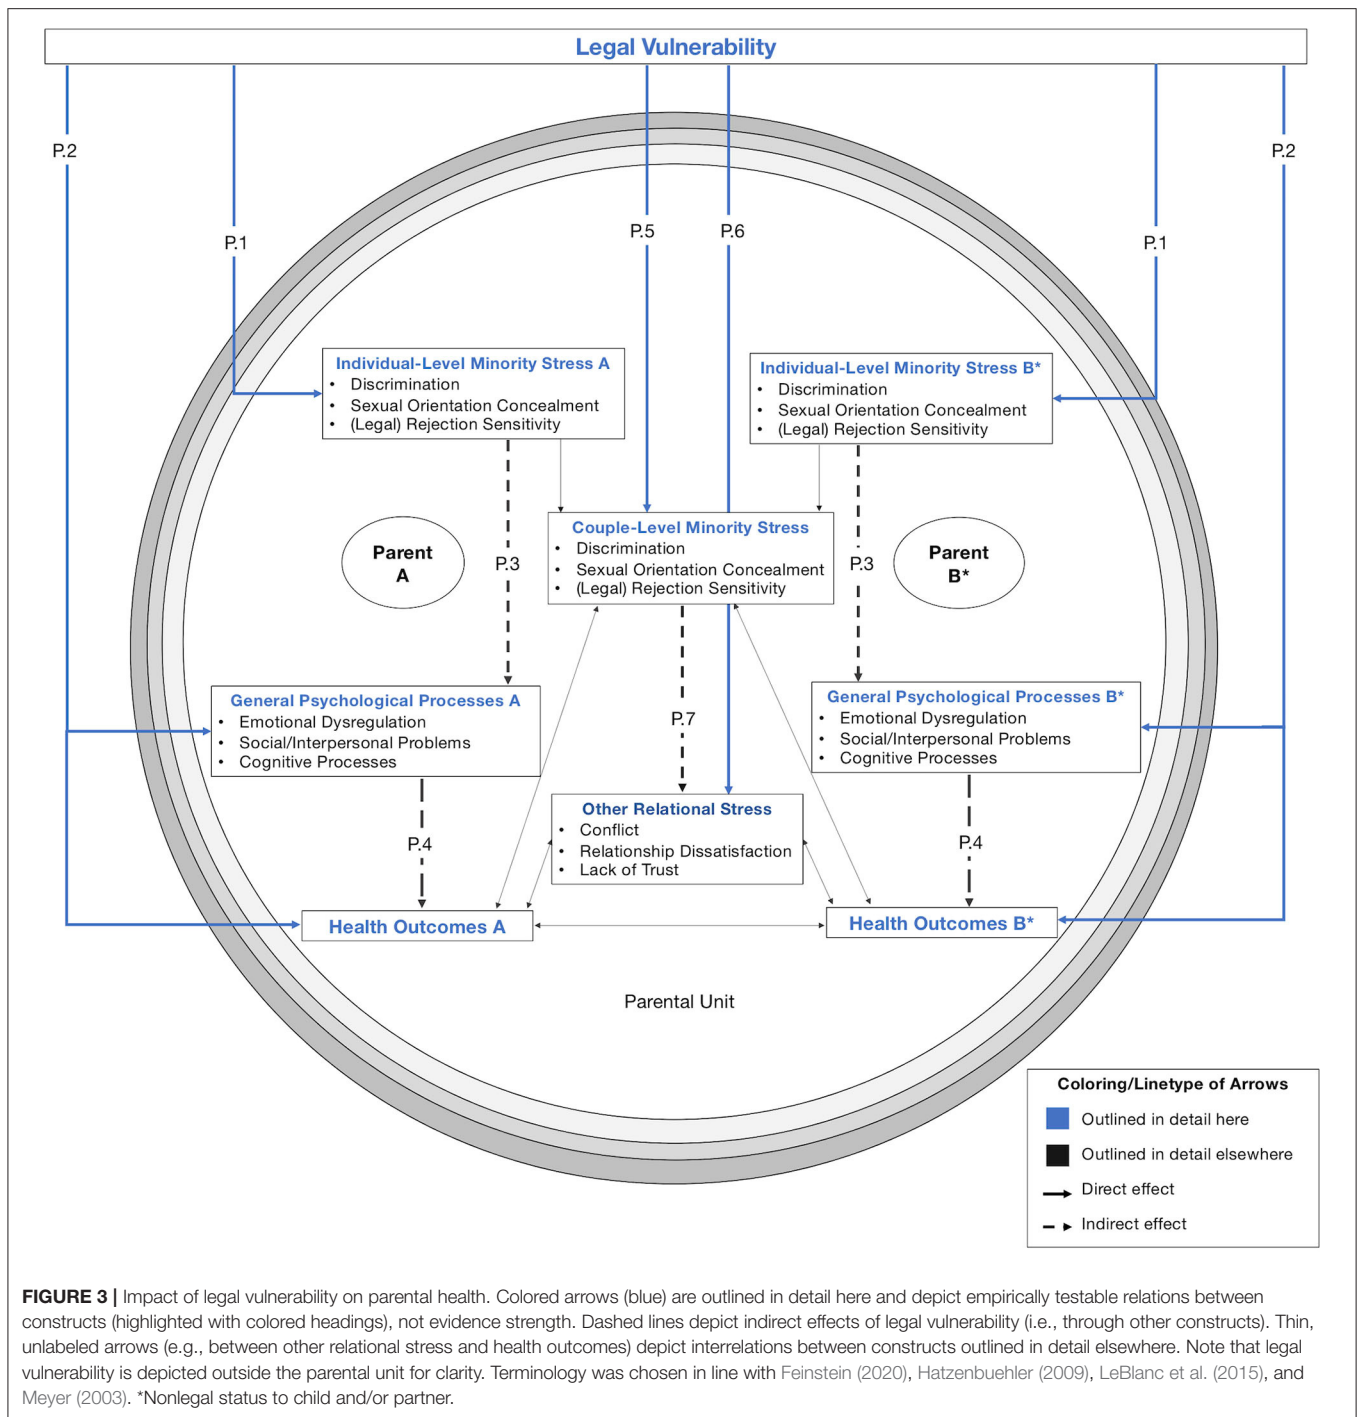 Legal Vulnerability
P.2
P.2
P.1
P.5
P.6
P.1
Individual-Level Minority Stress A
• Discrimination
• Sexual Orientation Concealment
• (Legal) Rejection Sensitivity
Individual-Level Minority Stress B*
• Discrimination
• Sexual Orientation Concealment
• (Legal) Rejection Sensitivity
Parent
A
Couple-Level Minority Stress
• Discrimination
• Sexual Orientation Concealment
• (Legal) Rejection Sensitivity
Parent
B*
P.3
P.3
General Psychological Processes A
• Emotional Dysregulation
• Social/Interpersonal Problems
• Cognitive Processes
P.7
General Psychological Processes B*
• Emotional Dysregulation
• Social/Interpersonal Problems
• Cognitive Processes
Other Relational Stress
• Conflict
• Relationship Dissatisfaction
• Lack of Trust
P.4
P.4
Health Outcomes A
Health Outcomes B*
Parental Unit
Coloring/Linetype of Arrows
Outlined in detail here
Outlined in detail elsewhere
Direct effect
Indirect effect
FIGURE 3 | Impact of legal vulnerability on parental health. Colored arrows (blue) are outlined in detail here and depict empirically testable relations between
constructs (highlighted with colored headings), not evidence strength. Dashed lines depict indirect effects of legal vulnerability (i.e., through other constructs). Thin,
unlabeled arrows (e.g., between other relational stress and health outcomes) depict interrelations between constructs outlined in detail elsewhere. Note that legal
vulnerability is depicted outside the parental unit for clarity. Terminology was chosen in line with Feinstein (2020), Hatzenbuehler (2009), LeBlanc et al. (2015), and
Meyer (2003). *Nonlegal status to child and/or partner.